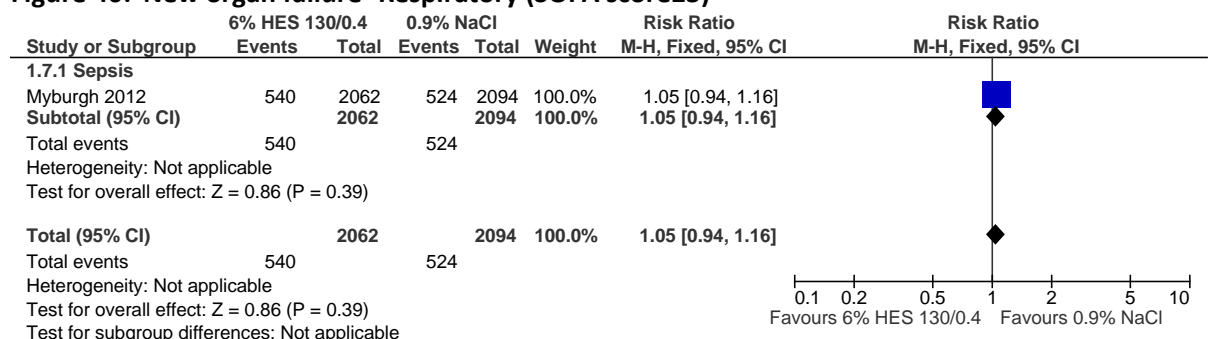 6% HES 130/0.4 0.9% NaCl Risk Ratio Risk Ratio
Study or Subgroup Events Total Events Total Weight M-H, Fixed, 95% CI M-H, Fixed, 95% CI
1.7.1 Sepsis
Myburgh 2012 540 2062 524 2094 100.0% 1.05 [0.94, 1.16]
Subtotal (95% CI) 2062 2094 100.0% 1.05 [0.94, 1.16]
Total events 540 524
Heterogeneity: Not applicable
Test for overall effect: Z = 0.86 (P = 0.39)
Total (95% CI) 2062 2094 100.0% 1.05 [0.94, 1.16]
Total events 540 524
Heterogeneity: Not applicable
Test for overall effect: Z = 0.86 (P = 0.39)
Test for subgroup differences: Not applicable
0.1 0.2 0.5 1 2 5 10
Favours 6% HES 130/0.4 Favours 0.9% NaCl